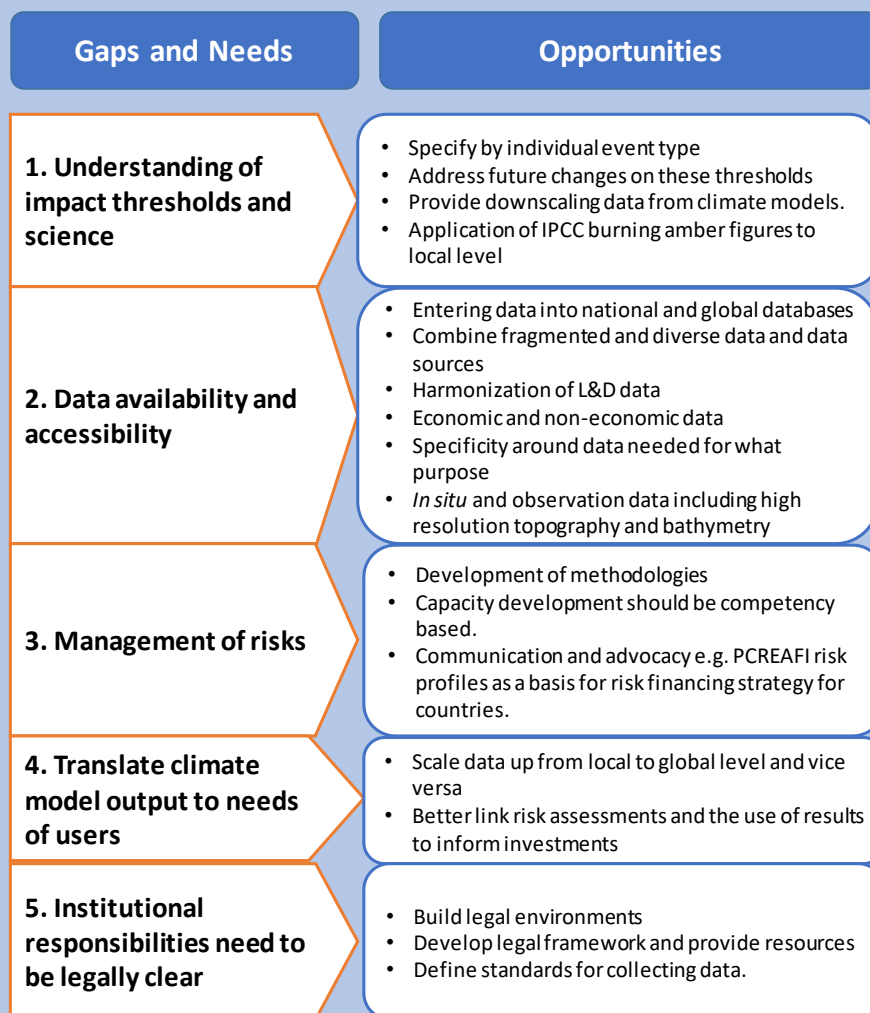 Gaps and Needs
Opportunities
1. Understanding of
impact thresholds and
science
• Specify by individual event type
• Address future changes on these thresholds
• Provide downscaling data from climate models.
• Application of IPCC burning amber figures to
local level
2. Data availability and
accessibility
• Entering data into national and global databases
• Combine fragmented and diverse data and data
sources
• Harmonization of L&D data
• Economic and non-economic data
• Specificity around data needed for what
purpose
• In situ and observation data including high
resolution topography and bathymetry
3. Management of risks
• Development of methodologies
• Capacity development should be competency
based.
• Communication and advocacy e.g. PCREAFI risk
profiles as a basis for risk financing strategy for
countries.
4. Translate climate
model output to needs
of users
• Scale data up from local to global level and vice
versa
• Better link risk assessments and the use of results
to inform investments
5. Institutional
responsibilities need to
be legally clear
• Build legal environments
• Develop legal framework and provide resources
• Define standards for collecting data.